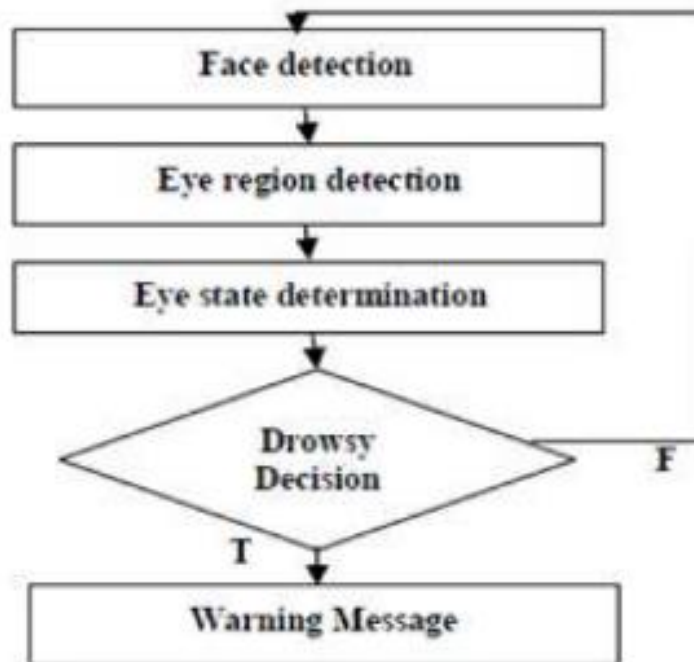 Face detection
Eye region detection
Eye state determination
Drowsy
Decision
F
T
Warning Message